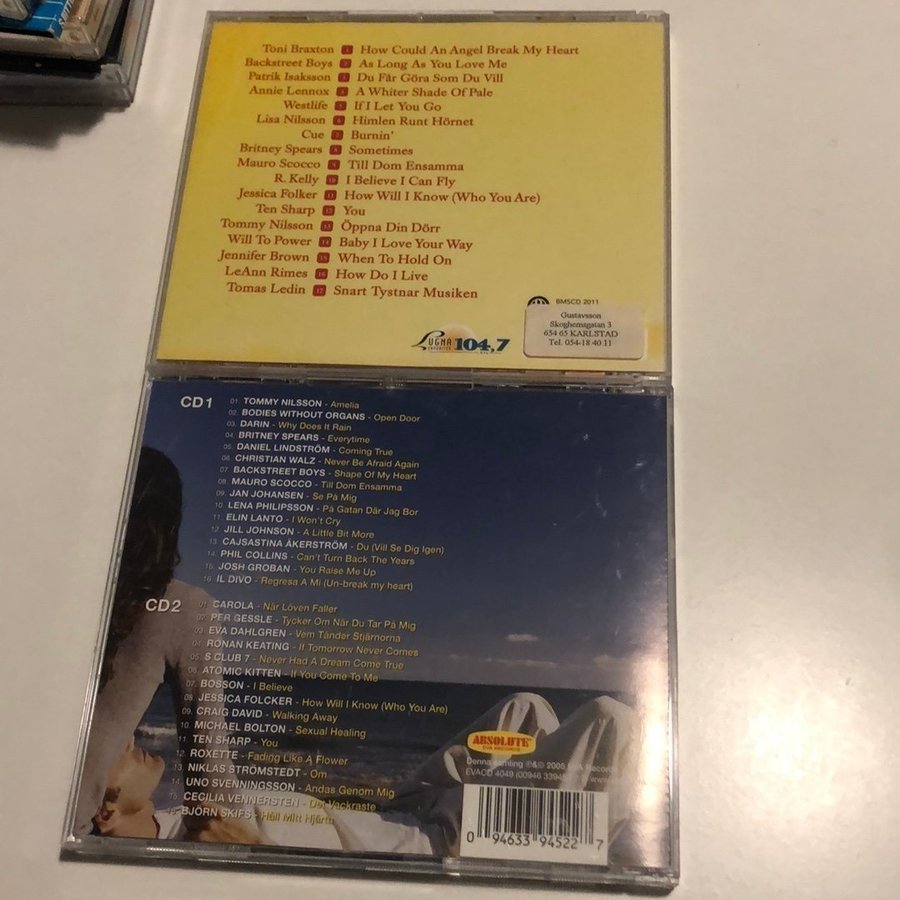 Toni Braxton 1 How Could An Angel Break My Heart
Backstreet Boys 2 As Long As You Love Me
Patrik Isaksson 3 Du Får Göra Som Du Vill
Annie Lennox 4 A Whiter Shade Of Pale
Westlife 5 If I Let You Go
Lisa Nilsson 6 Himlen Runt Hörnet
Cue 7 Burnin'
Britney Spears 8 Sometimes
Mauro Scocco 9 Till Dom Ensamma
R. Kelly 10 I Believe I Can Fly
Jessica Folker 11 How Will I Know (Who You Are)
Ten Sharp 12 You
Tommy Nilsson 13 Öppna Din Dörr
Will To Power 14 Baby I Love Your Way
Jennifer Brown 15 When To Hold On
LeAnn Rimes 16 How Do I Live
Tomas Ledin 17 Snart Tystnar Musiken
BMSCD 2011
Gustavsson
Skoghemsgatan 3
654 65 KARLSTAD
Tel. 054-18 40 11
LUGNA FAVORITER 104,7
CD1
01. TOMMY NILSSON - Amelia
02. BODIES WITHOUT ORGANS - Open Door
03. DARIN - Why Does It Rain
04. BRITNEY SPEARS - Everytime
05. DANIEL LINDSTRÖM - Coming True
06. CHRISTIAN WALZ - Never Be Afraid Again
07. BACKSTREET BOYS - Shape Of My Heart
08. MAURO SCOCCO - Till Dom Ensamma
09. JAN JOHANSEN - Se På Mig
10. LENA PHILIPSSON - På Gatan Där Jag Bor
11. ELIN LANTO - I Won't Cry
12. JILL JOHNSON - A Little Bit More
13. CAJSASTINA ÅKERSTRÖM - Du (Vill Se Dig Igen)
14. PHIL COLLINS - Can't Turn Back The Years
15. JOSH GROBAN - You Raise Me Up
16. IL DIVO - Regresa A Mi (Un-break my heart)
CD2
01. CAROLA - När Löven Faller
02. PER GESSLE - Tycker Om När Du Tar På Mig
03. EVA DAHLGREN - Vem Tänder Stjärnorna
04. RONAN KEATING - If Tomorrow Never Comes
05. S CLUB 7 - Never Had A Dream Come True
06. ATOMIC KITTEN - If You Come To Me
07. BOSSON - I Believe
08. JESSICA FOLCKER - How Will I Know (Who You Are)
09. CRAIG DAVID - Walking Away
10. MICHAEL BOLTON - Sexual Healing
11. TEN SHARP - You
12. ROXETTE - Fading Like A Flower
13. NIKLAS STRÖMSTEDT - Om
14. UNO SVENNINGSSON - Andas Genom Mig
15. CECILIA VENNERSTEN - Det Vackraste
16. BJÖRN SKIFS - Håll Mitt Hjärta
ABSOLUTE
EVA RECORDS
Denna samling ℗&© 2005 EVA Records
EVACD 4049
0 94633 94522 7